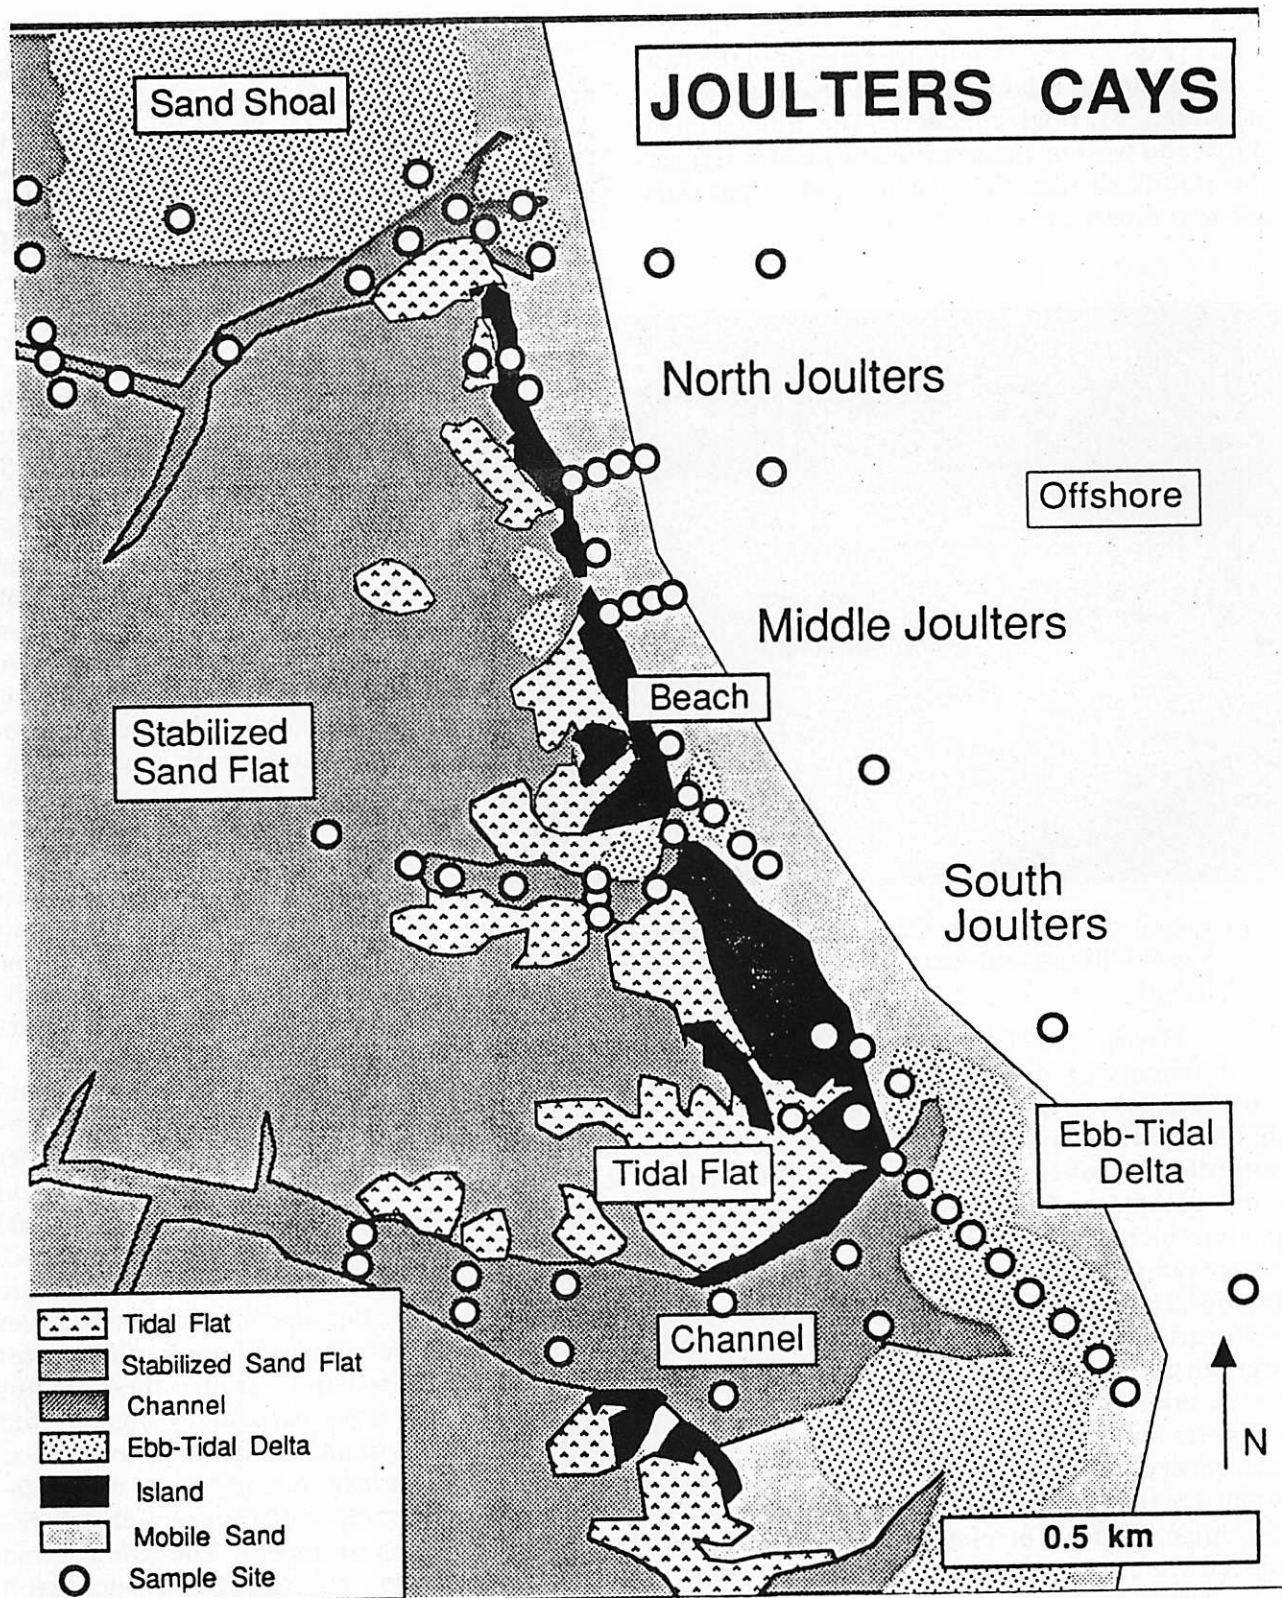 JOULTERS CAYS
Sand Shoal
North Joulters
Offshore
Middle Joulters
Beach
Stabilized
Sand Flat
South
Joulters
Ebb-Tidal
Delta
Tidal Flat
Channel
Tidal Flat
Stabilized Sand Flat
Channel
Ebb-Tidal Delta
Island
Mobile Sand
Sample Site
N
0.5 km